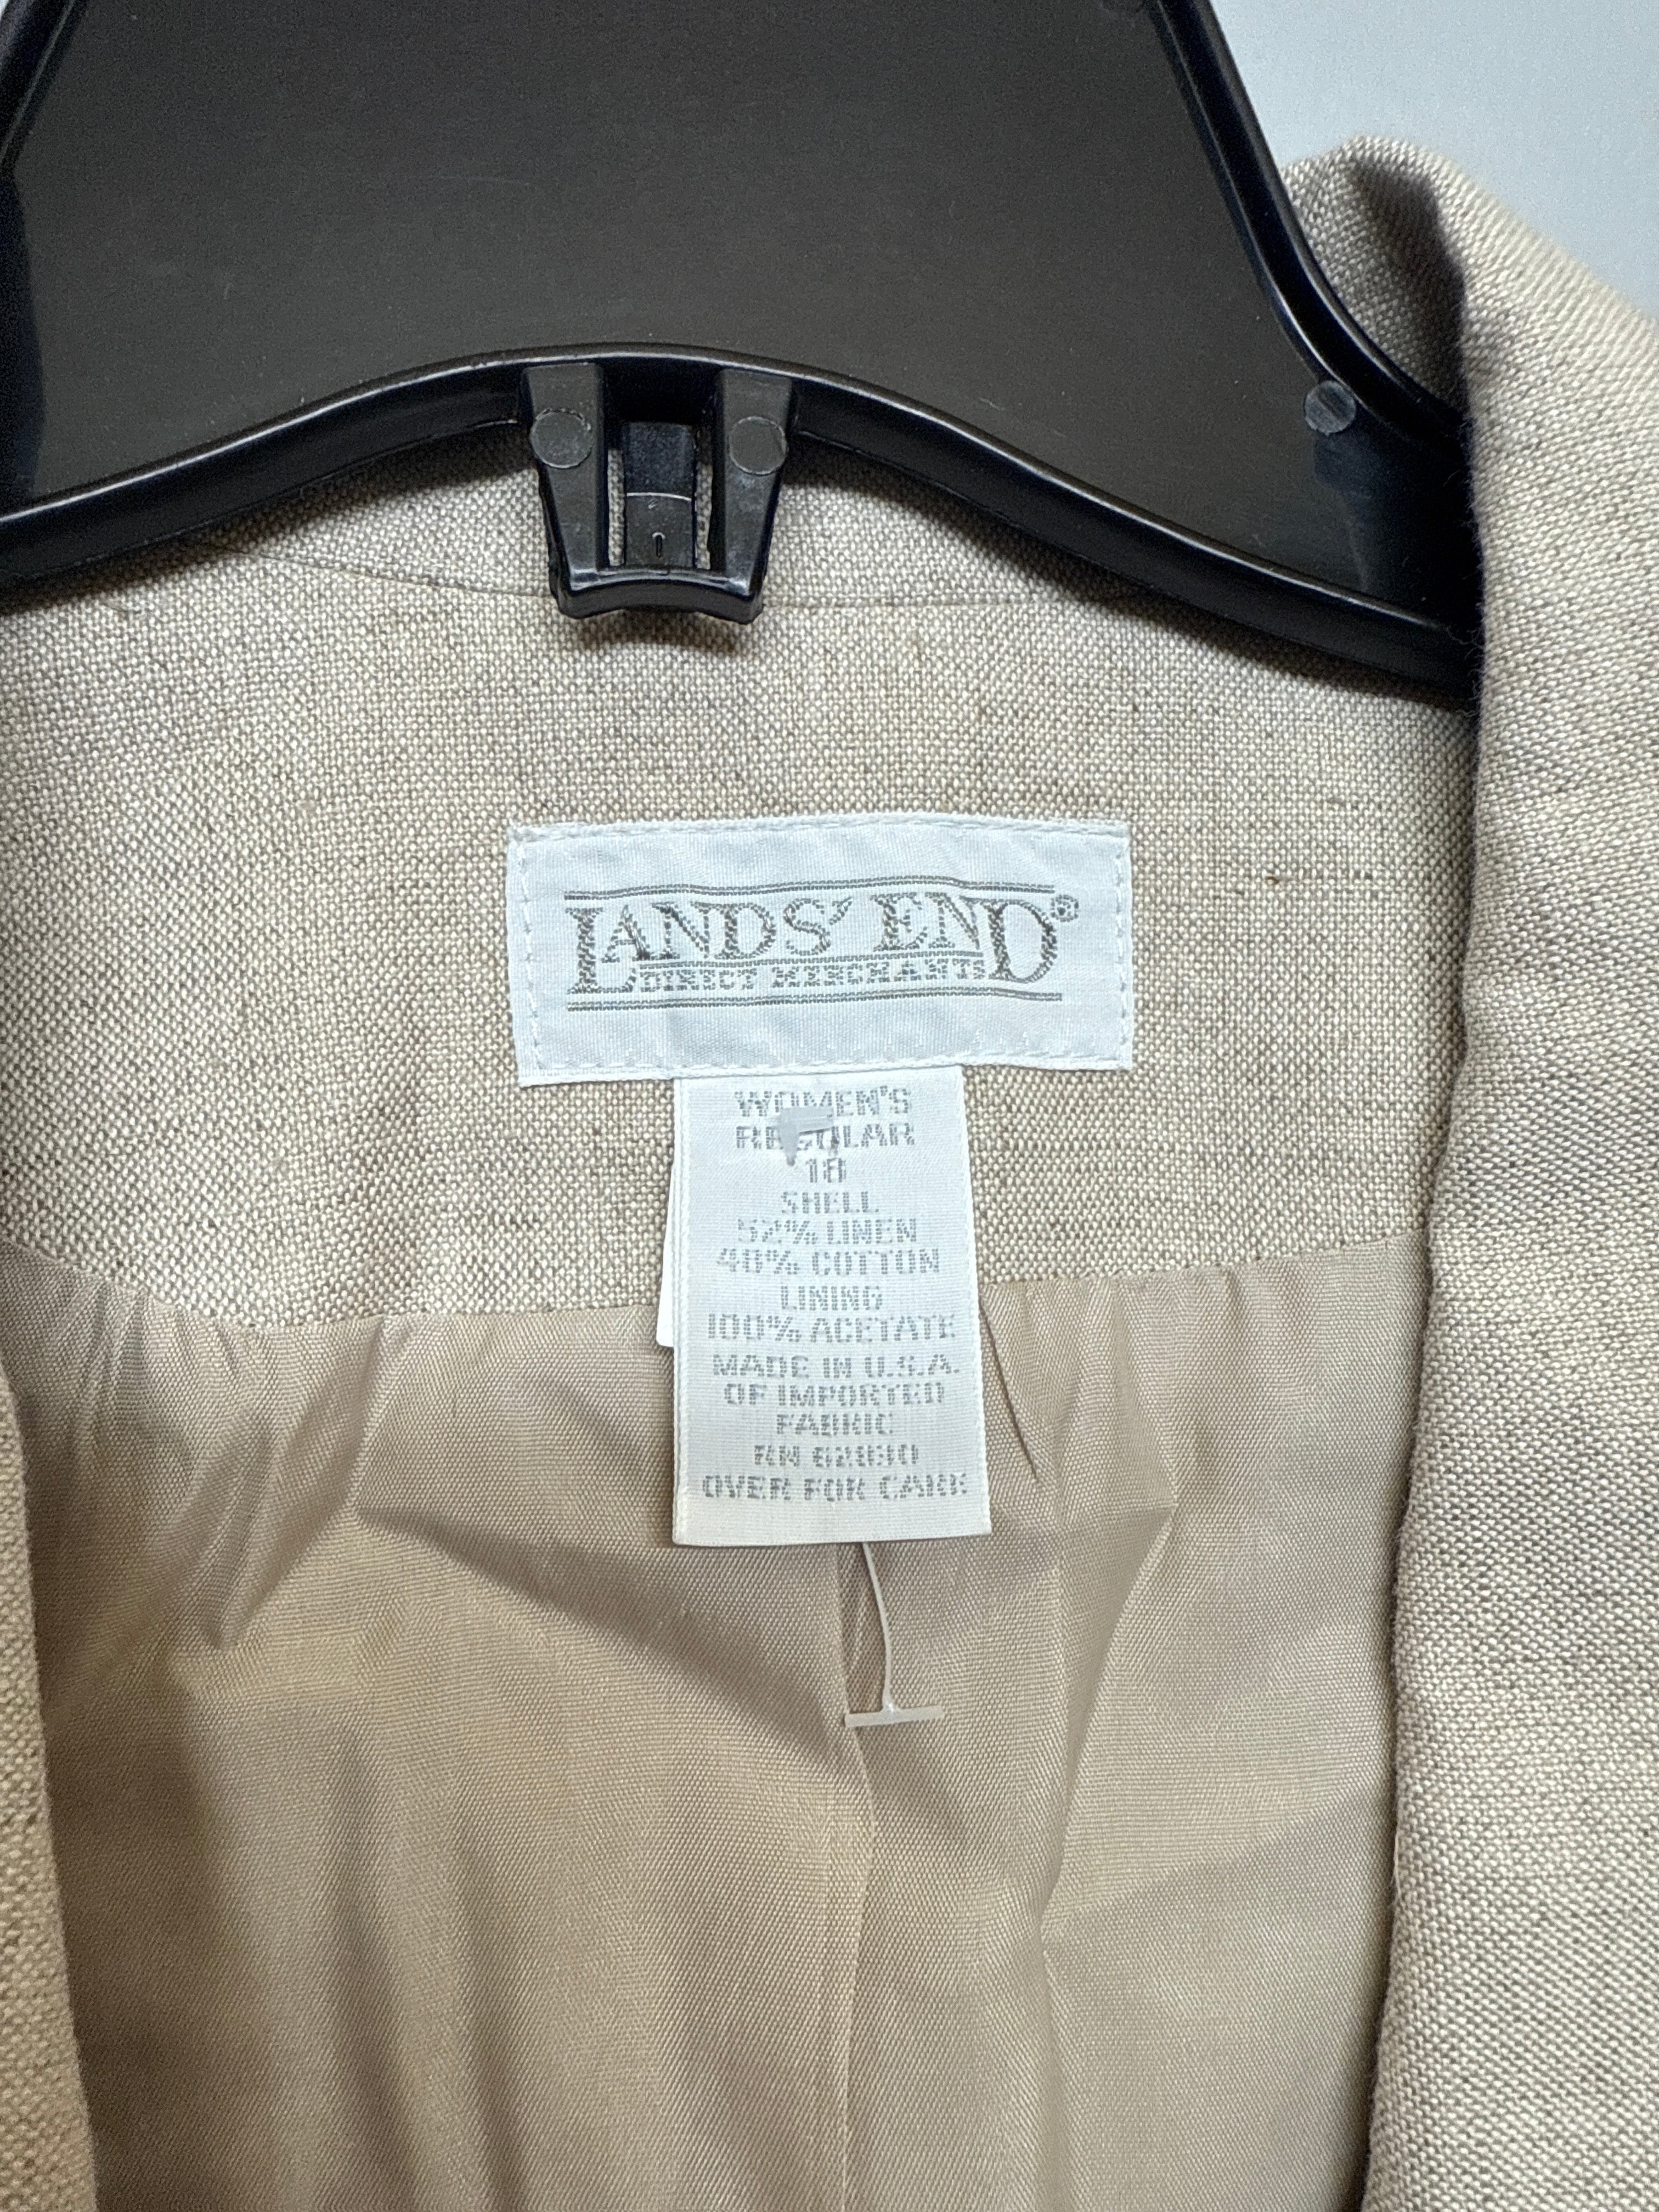 LANDS' END®
DIRECT MERCHANTS
WOMEN'S
REGULAR
18
SHELL
52% LINEN
48% COTTON
LINING
100% ACETATE
MADE IN U.S.A.
OF IMPORTED
FABRIC
RN
OVER FOR CARE